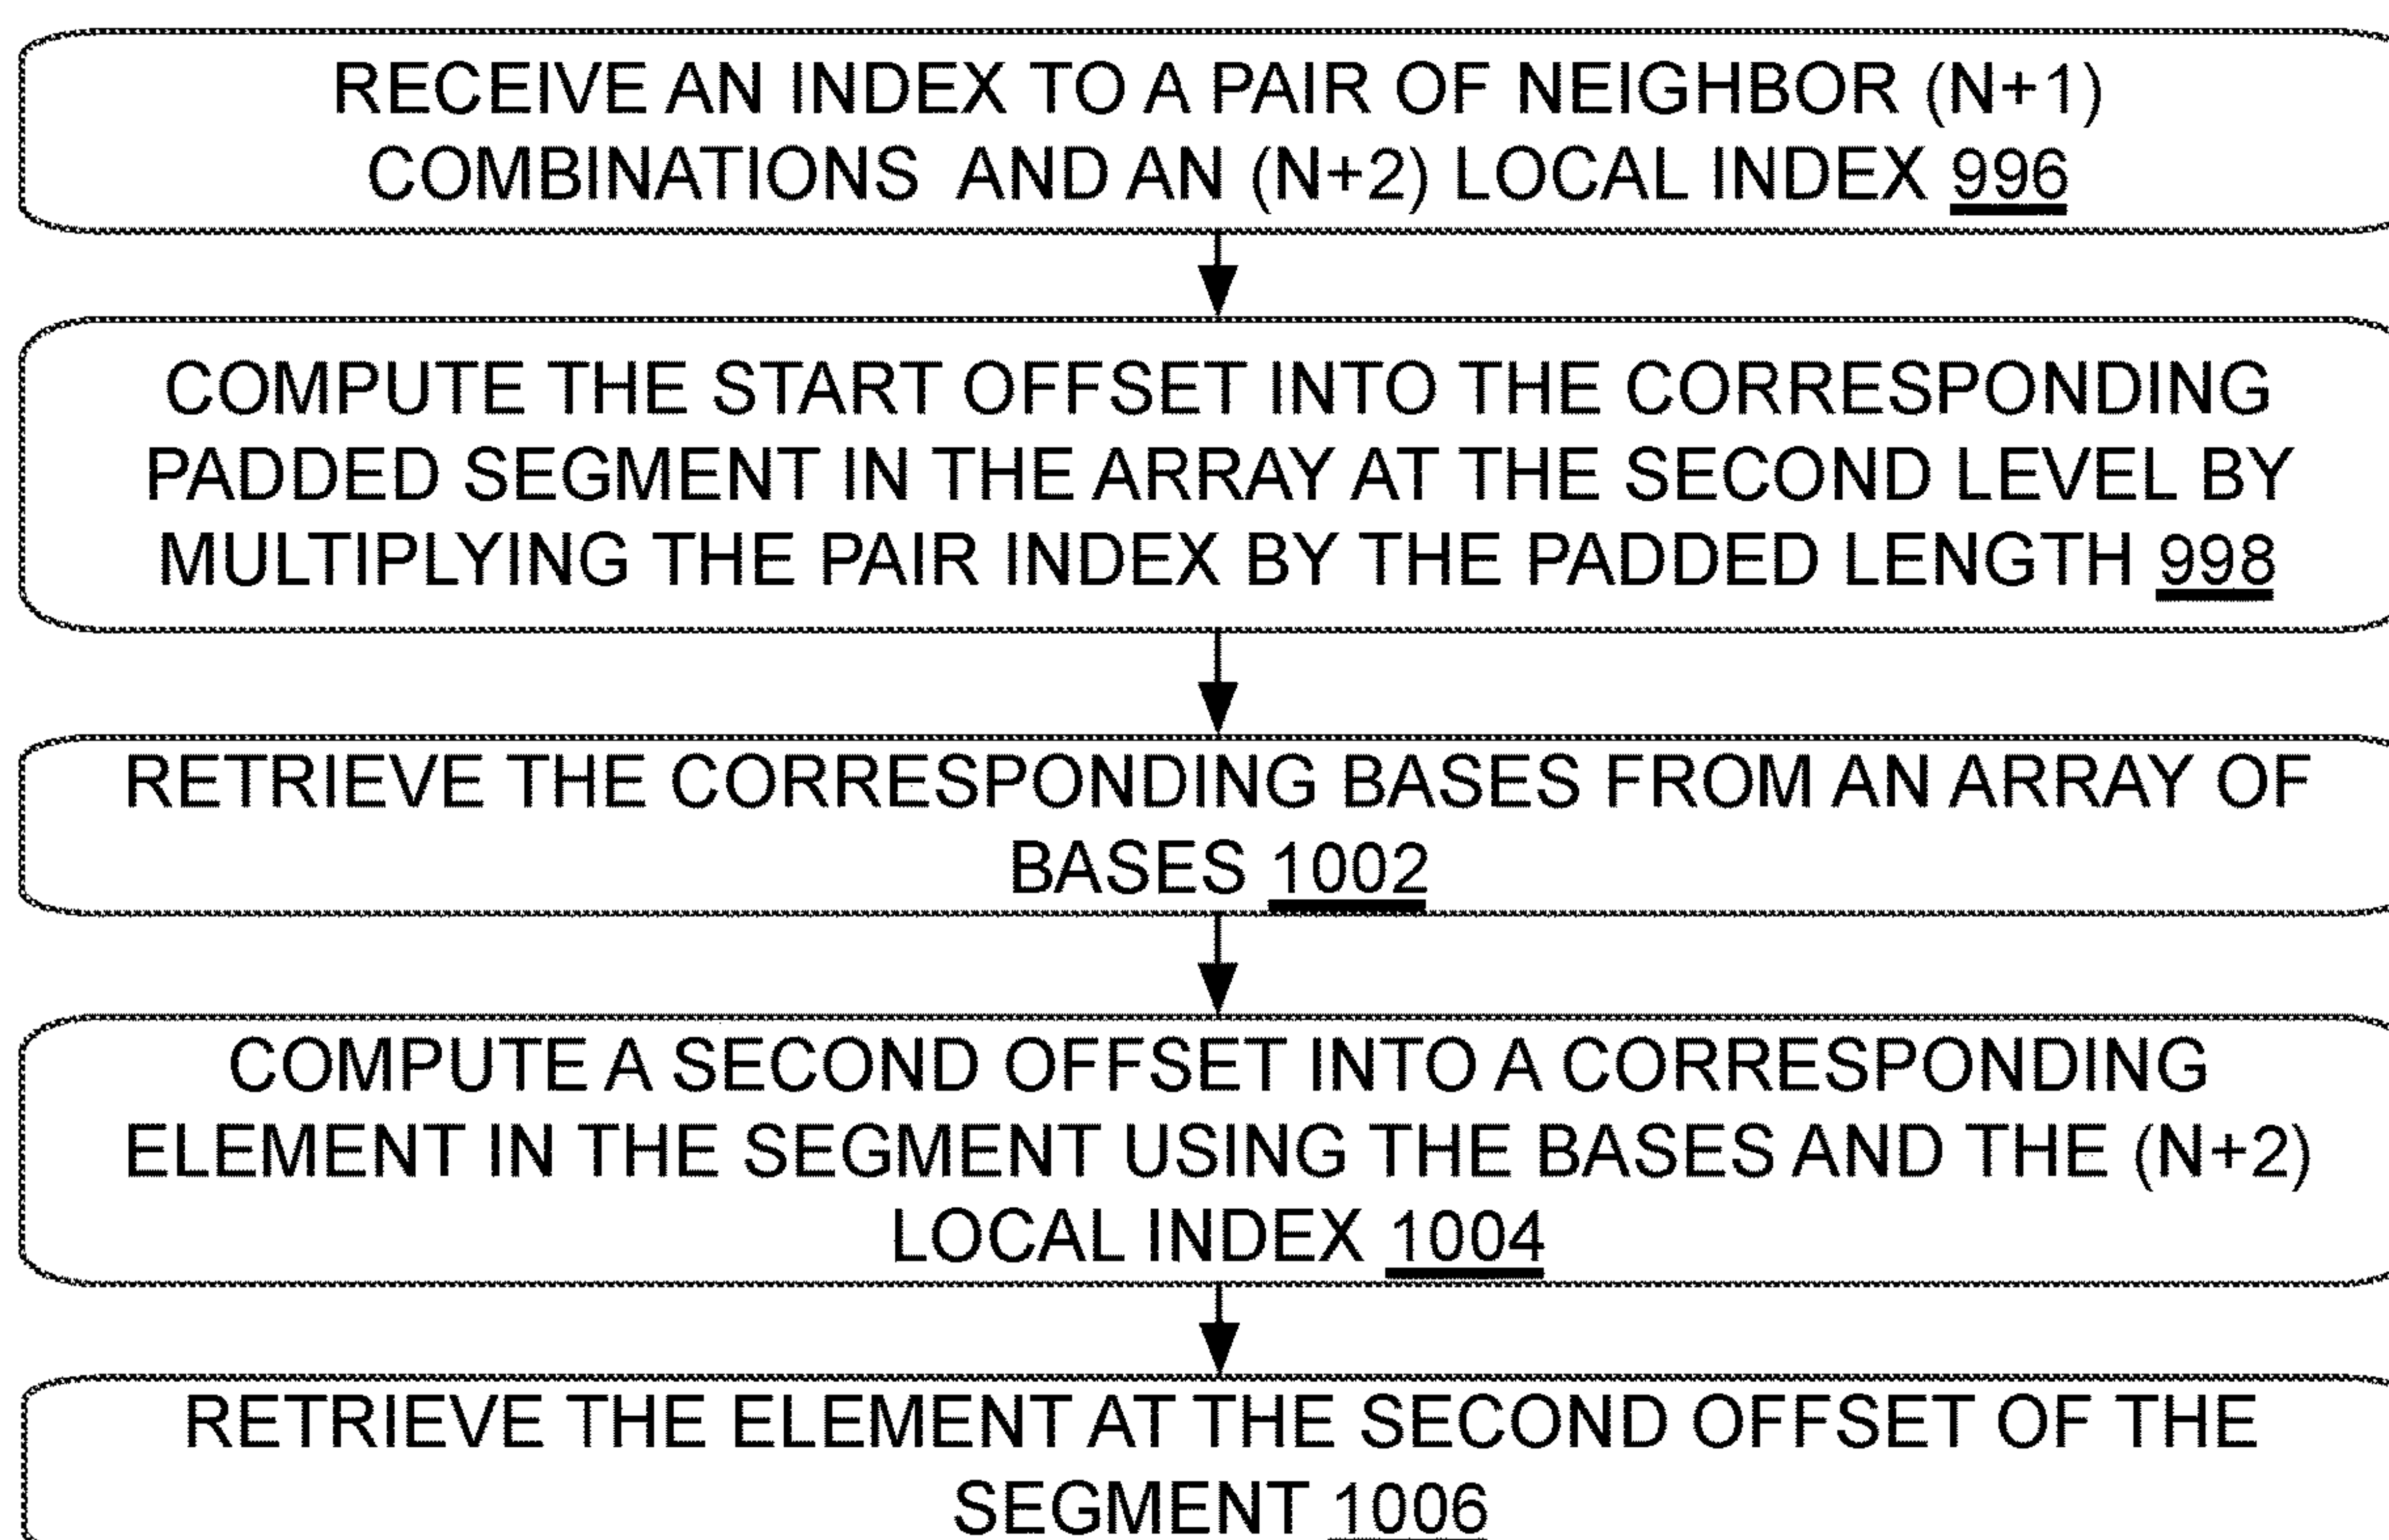 RECEIVE AN INDEX TO A PAIR OF NEIGHBOR (N+1)
COMBINATIONS AND AN (N+2) LOCAL INDEX 996
COMPUTE THE START OFFSET INTO THE CORRESPONDING
PADDED SEGMENT IN THE ARRAY AT THE SECOND LEVEL BY
MULTIPLYING THE PAIR INDEX BY THE PADDED LENGTH 998
RETRIEVE THE CORRESPONDING BASES FROM AN ARRAY OF
BASES 1002
COMPUTE A SECOND OFFSET INTO A CORRESPONDING
ELEMENT IN THE SEGMENT USING THE BASES AND THE (N+2)
LOCAL INDEX 1004
RETRIEVE THE ELEMENT AT THE SECOND OFFSET OF THE
SEGMENT 1006